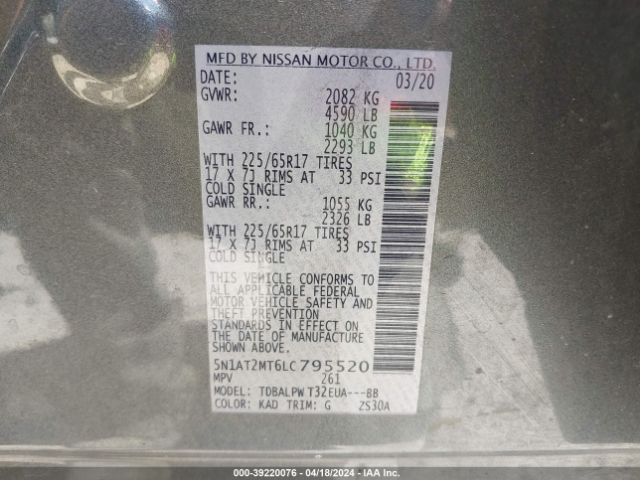 MFD BY NISSAN MOTOR CO., LTD.
DATE: 03/20
GVWR: 2082 KG
4590 LB
GAWR FR.: 1040 KG
2293 LB
WITH 225/65R17 TIRES
17 X 7J RIMS AT 33 PSI
COLD SINGLE
GAWR RR.: 1055 KG
2326 LB
WITH 225/65R17 TIRES
17 X 7J RIMS AT 33 PSI
COLD SINGLE
THIS VEHICLE CONFORMS TO
ALL APPLICABLE FEDERAL
MOTOR VEHICLE SAFETY AND
THEFT PREVENTION
STANDARDS IN EFFECT ON
THE DATE OF MANUFACTURE
SHOWN ABOVE.
5N1AT2MT6LC795520
MPV 261
MODEL: TDBALPW T32EUA---BB
COLOR: KAD TRIM: G ZS30A
000-39220076 - 04/18/2024 - IAA Inc.